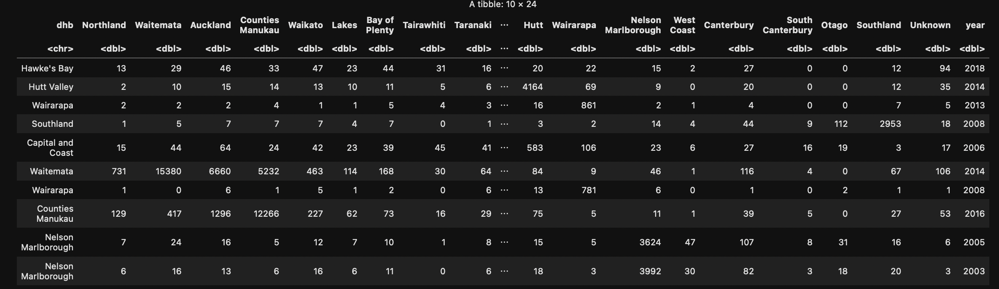 A tibble: 10 × 24
dhb Northland Waitemata Auckland Counties Manukau Waikato Lakes Bay of Plenty Tairawhiti Taranaki ⋯ Hutt Wairarapa Nelson Marlborough West Coast Canterbury South Canterbury Otago Southland Unknown year
<chr> <dbl> <dbl> <dbl> <dbl> <dbl> <dbl> <dbl> <dbl> <dbl> ⋯ <dbl> <dbl> <dbl> <dbl> <dbl> <dbl> <dbl> <dbl> <dbl> <dbl>
Hawke's Bay 13 29 46 33 47 23 44 31 16 ⋯ 20 22 15 2 27 0 0 12 94 2018
Hutt Valley 2 10 15 14 13 10 11 5 6 ⋯ 4164 69 9 0 20 0 0 12 35 2014
Wairarapa 2 2 2 4 1 1 5 4 3 ⋯ 16 861 2 1 4 0 0 7 5 2013
Southland 1 5 7 7 7 4 7 0 1 ⋯ 3 2 14 4 44 9 112 2953 18 2008
Capital and Coast 15 44 64 24 42 23 39 45 41 ⋯ 583 106 23 6 27 16 19 3 17 2006
Waitemata 731 15380 6660 5232 463 114 168 30 64 ⋯ 84 9 46 1 116 4 0 67 106 2014
Wairarapa 1 0 6 1 5 1 2 0 6 ⋯ 13 781 6 0 1 0 2 1 1 2008
Counties Manukau 129 417 1296 12266 227 62 73 16 29 ⋯ 75 5 11 1 39 5 0 27 53 2016
Nelson Marlborough 7 24 16 5 12 7 10 1 8 ⋯ 15 5 3624 47 107 8 31 16 6 2005
Nelson Marlborough 6 16 13 6 16 6 11 0 6 ⋯ 18 3 3992 30 82 3 18 20 3 2003